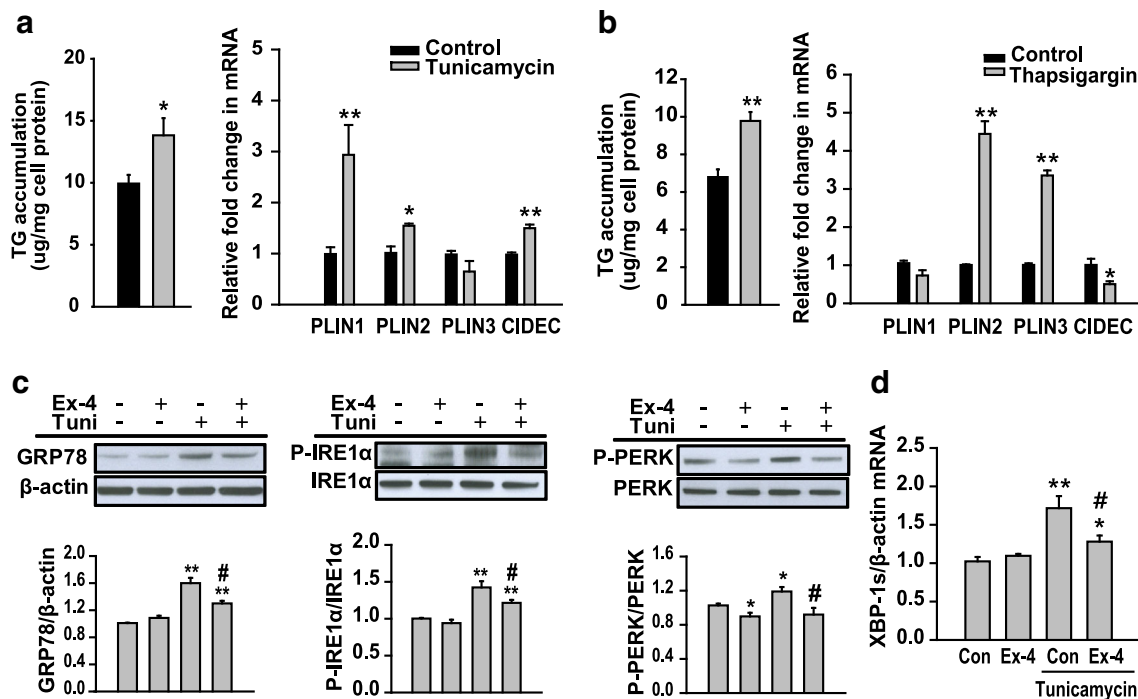 a
TG accumulation
(ug/mg cell protein)
20
15
10
5
0
*
Relative fold change in mRNA
5
4
3
2
1
0
Control
Tunicamycin
**
*
**
PLIN1 PLIN2 PLIN3 CIDEC
b
TG accumulation
(ug/mg cell protein)
12
10
8
6
4
2
0
**
Relative fold change in mRNA
6
5
4
3
2
1
0
Control
Thapsigargin
**
**
*
PLIN1 PLIN2 PLIN3 CIDEC
c
Ex-4 - + - +
Tuni - - + +
GRP78
β-actin
GRP78/β-actin
2.0
1.6
1.2
0.8
0.4
**
#
**
Ex-4 - + - +
Tuni - - + +
P-IRE1α
IRE1α
P-IRE1α/IRE1α
2.0
1.5
1.0
0.5
0.0
**
#
**
Ex-4 - + - +
Tuni - - + +
P-PERK
PERK
P-PERK/PERK
1.6
1.2
0.8
0.4
0.0
*
*
#
d
XBP-1s/β-actin mRNA
2.5
2.0
1.5
1.0
0.5
0.0
**
#
*
Con Ex-4 Con Ex-4
Tunicamycin